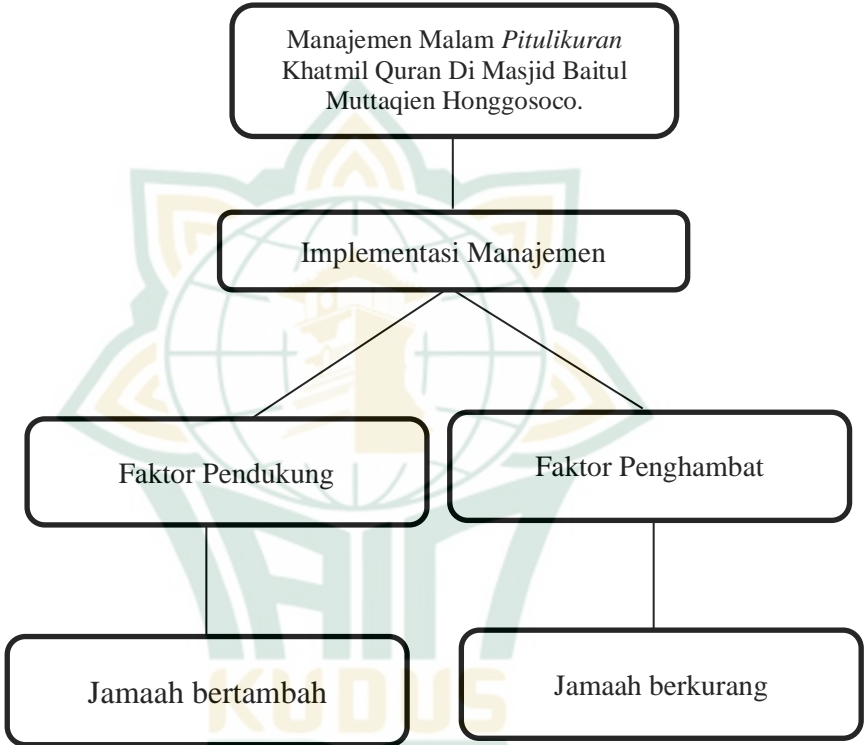 Manajemen Malam Pitulikuran
Khatmil Quran Di Masjid Baitul
Muttaqien Honggosoco.
Implementasi Manajemen
Faktor Pendukung
Faktor Penghambat
Jamaah bertambah
Jamaah berkurang
IAIN
KUDUS